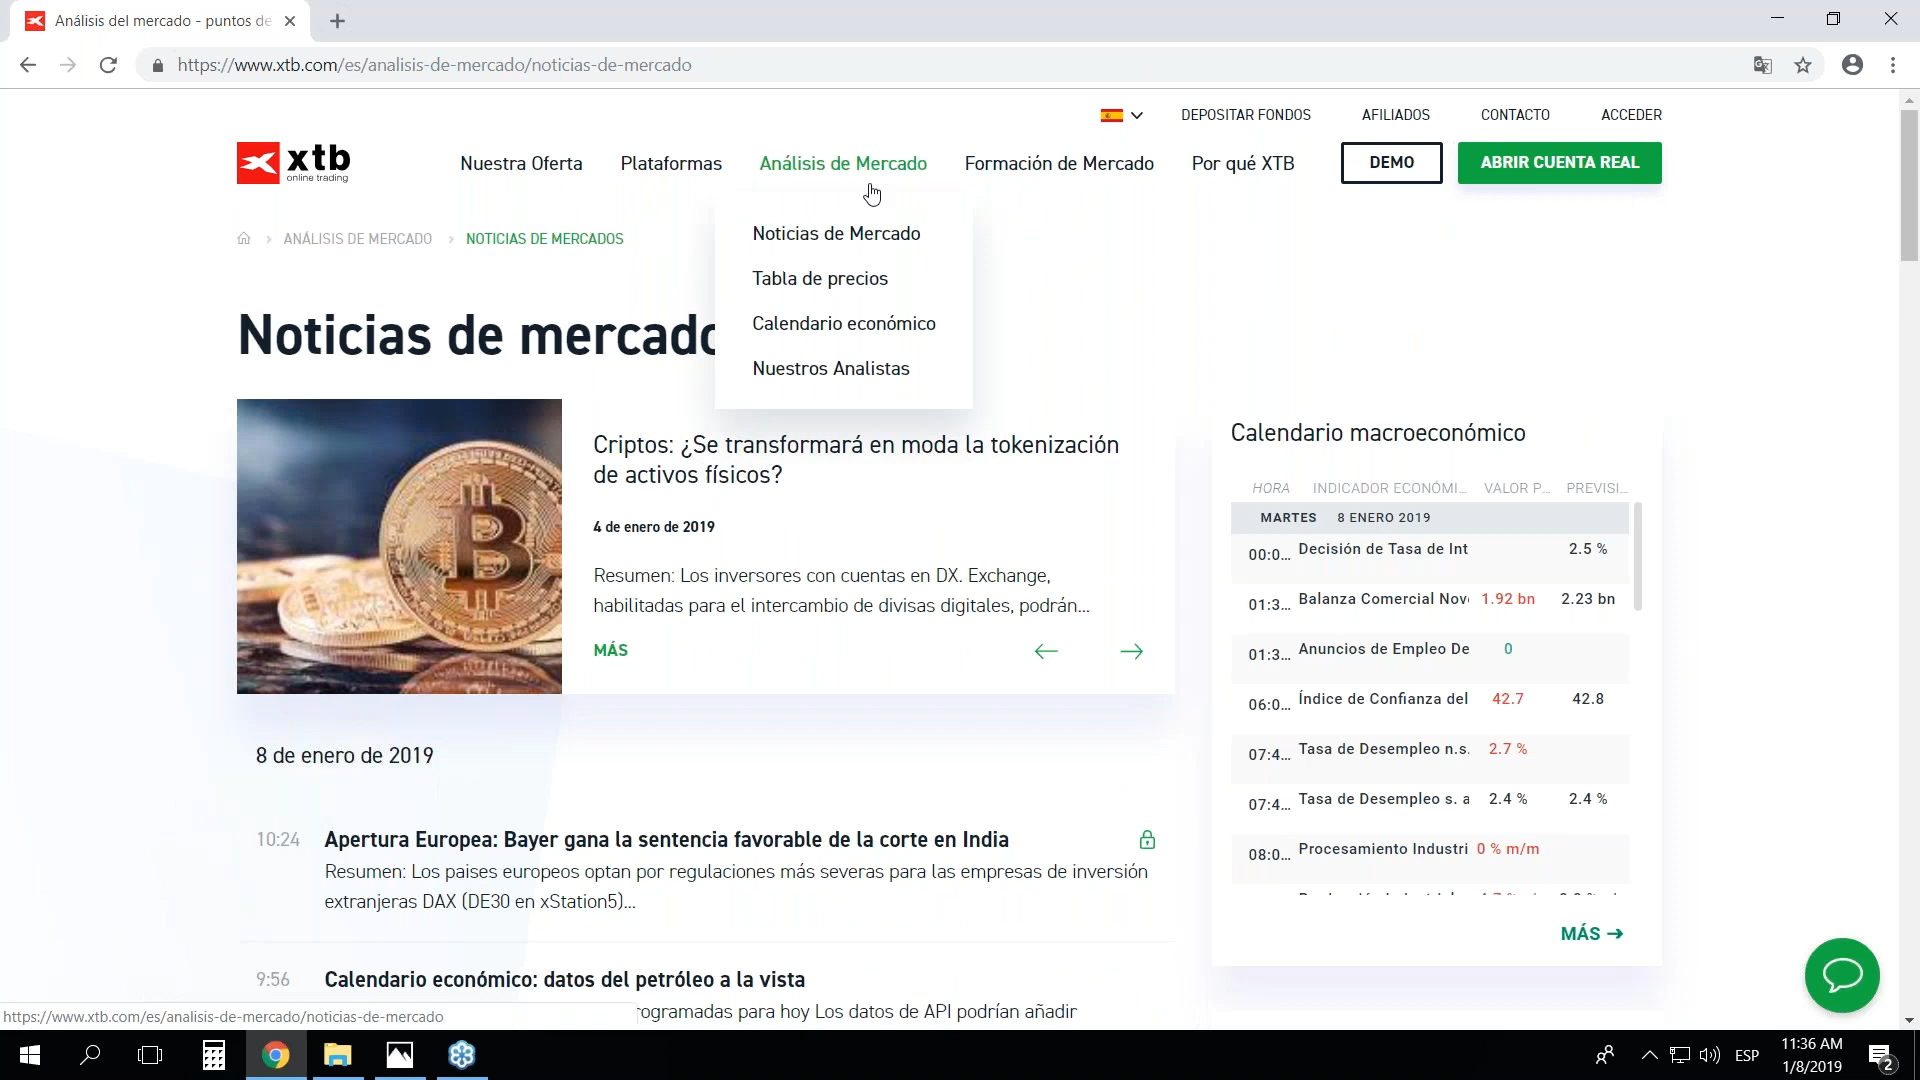 Análisis del mercado - puntos de
https://www.xtb.com/es/analisis-de-mercado/noticias-de-mercado
DEPOSITAR FONDOS AFILIADOS CONTACTO ACCEDER
xtb
online trading
Nuestra Oferta Plataformas Análisis de Mercado Formación de Mercado Por qué XTB DEMO ABRIR CUENTA REAL
ANÁLISIS DE MERCADO > NOTICIAS DE MERCADOS
Noticias de Mercado
Tabla de precios
Calendario económico
Nuestros Analistas
Noticias de mercado
Criptos: ¿Se transformará en moda la tokenización
de activos físicos?
4 de enero de 2019
Resumen: Los inversores con cuentas en DX. Exchange,
habilitadas para el intercambio de divisas digitales, podrán...
MÁS
8 de enero de 2019
10:24 Apertura Europea: Bayer gana la sentencia favorable de la corte en India
Resumen: Los paises europeos optan por regulaciones más severas para las empresas de inversión
extranjeras DAX (DE30 en xStation5)...
9:56 Calendario económico: datos del petróleo a la vista
rogramadas para hoy Los datos de API podrían añadir
Calendario macroeconómico
HORA INDICADOR ECONÓMI... VALOR P... PREVISI...
MARTES 8 ENERO 2019
00:0... Decisión de Tasa de Int 2.5 %
01:3... Balanza Comercial Nov 1.92 bn 2.23 bn
01:3... Anuncios de Empleo De 0
06:0... Índice de Confianza del 42.7 42.8
07:4... Tasa de Desempleo n.s. 2.7 %
07:4... Tasa de Desempleo s. a 2.4 % 2.4 %
08:0... Procesamiento Industri 0 % m/m
MÁS →
https://www.xtb.com/es/analisis-de-mercado/noticias-de-mercado
ESP
11:36 AM
1/8/2019
2